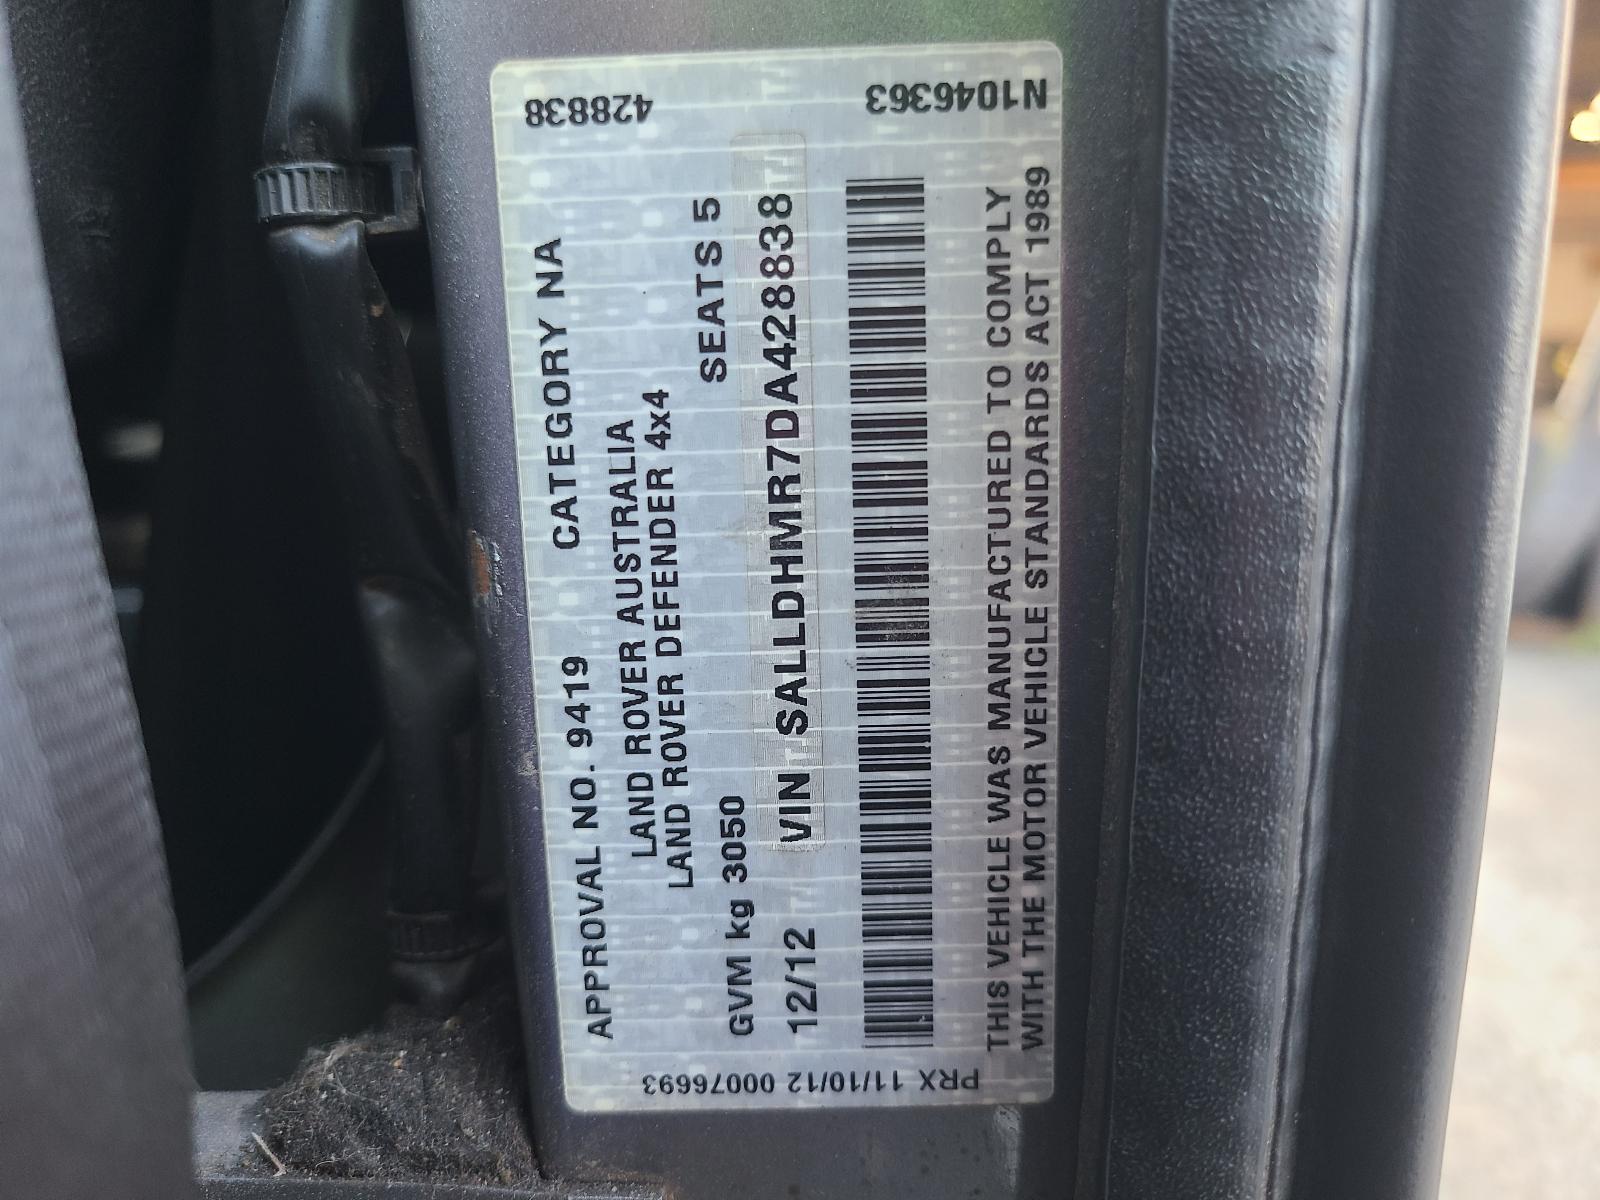 428838
N1046363
APPROVAL NO. 9419 CATEGORY NA
LAND ROVER AUSTRALIA
LAND ROVER DEFENDER 4x4
GVM kg 3050 SEATS 5
12/12 VIN SALLDHMR7DA428838
THIS VEHICLE WAS MANUFACTURED TO COMPLY
WITH THE MOTOR VEHICLE STANDARDS ACT 1989
PRX 11/10/12 00076693